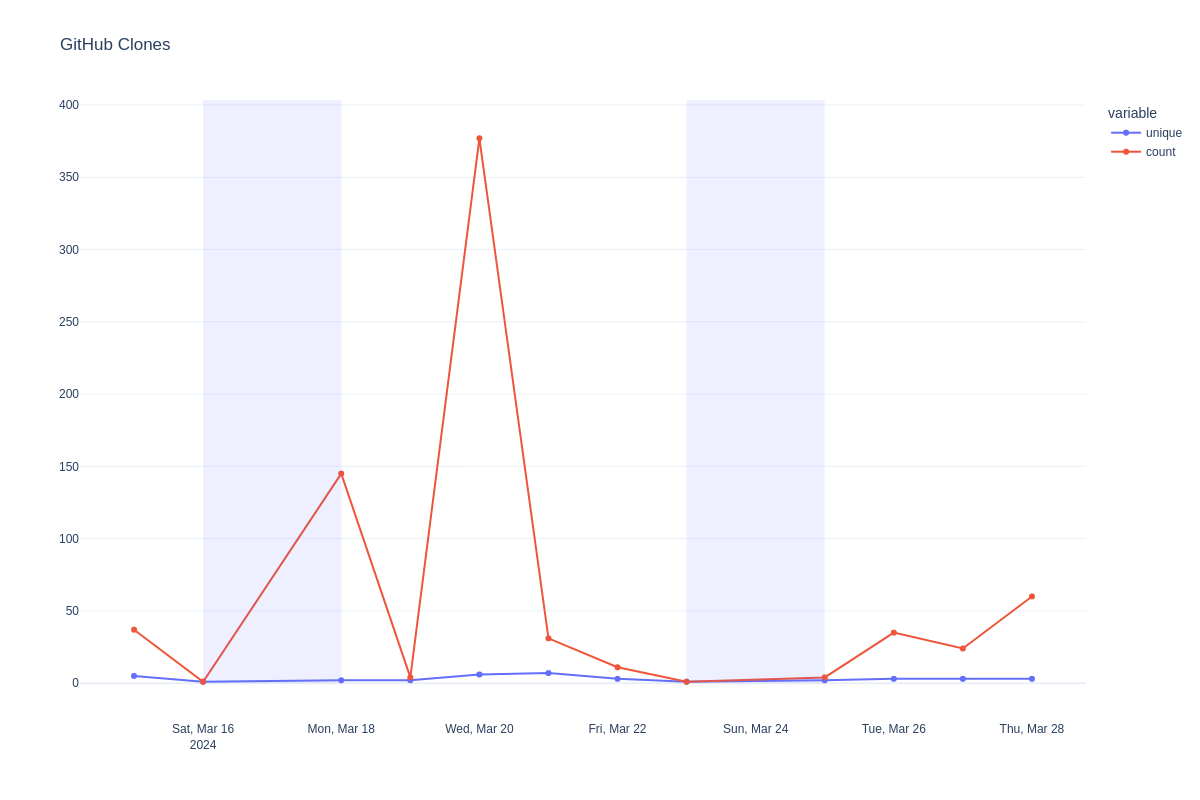 GitHub Clones
400
350
300
250
200
150
100
50
0
Sat, Mar 16
2024
Mon, Mar 18
Wed, Mar 20
Fri, Mar 22
Sun, Mar 24
Tue, Mar 26
Thu, Mar 28
variable
unique
count